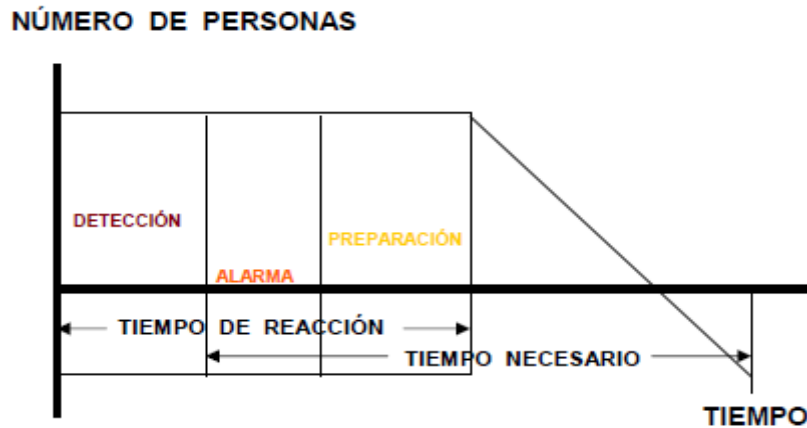 NÚMERO DE PERSONAS
DETECCIÓN
PREPARACIÓN
ALARMA
TIEMPO DE REACCIÓN
TIEMPO NECESARIO
TIEMPO